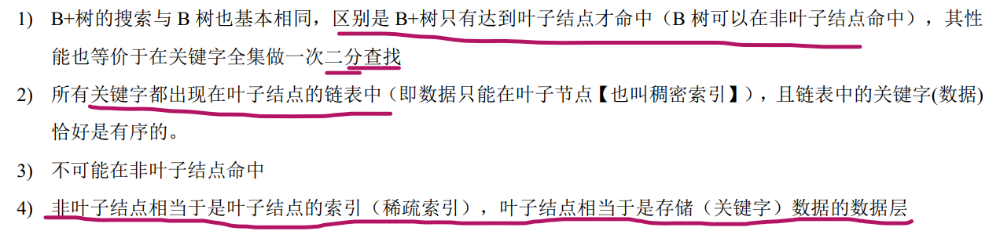 1) B+树的搜索与 B 树也基本相同，区别是 B+树只有达到叶子结点才命中（B 树可以在非叶子结点命中），其性
能也等价于在关键字全集做一次二分查找
2) 所有关键字都出现在叶子结点的链表中（即数据只能在叶子节点【也叫稠密索引】），且链表中的关键字(数据)
恰好是有序的。
3) 不可能在非叶子结点命中
4) 非叶子结点相当于是叶子结点的索引（稀疏索引），叶子结点相当于是存储（关键字）数据的数据层